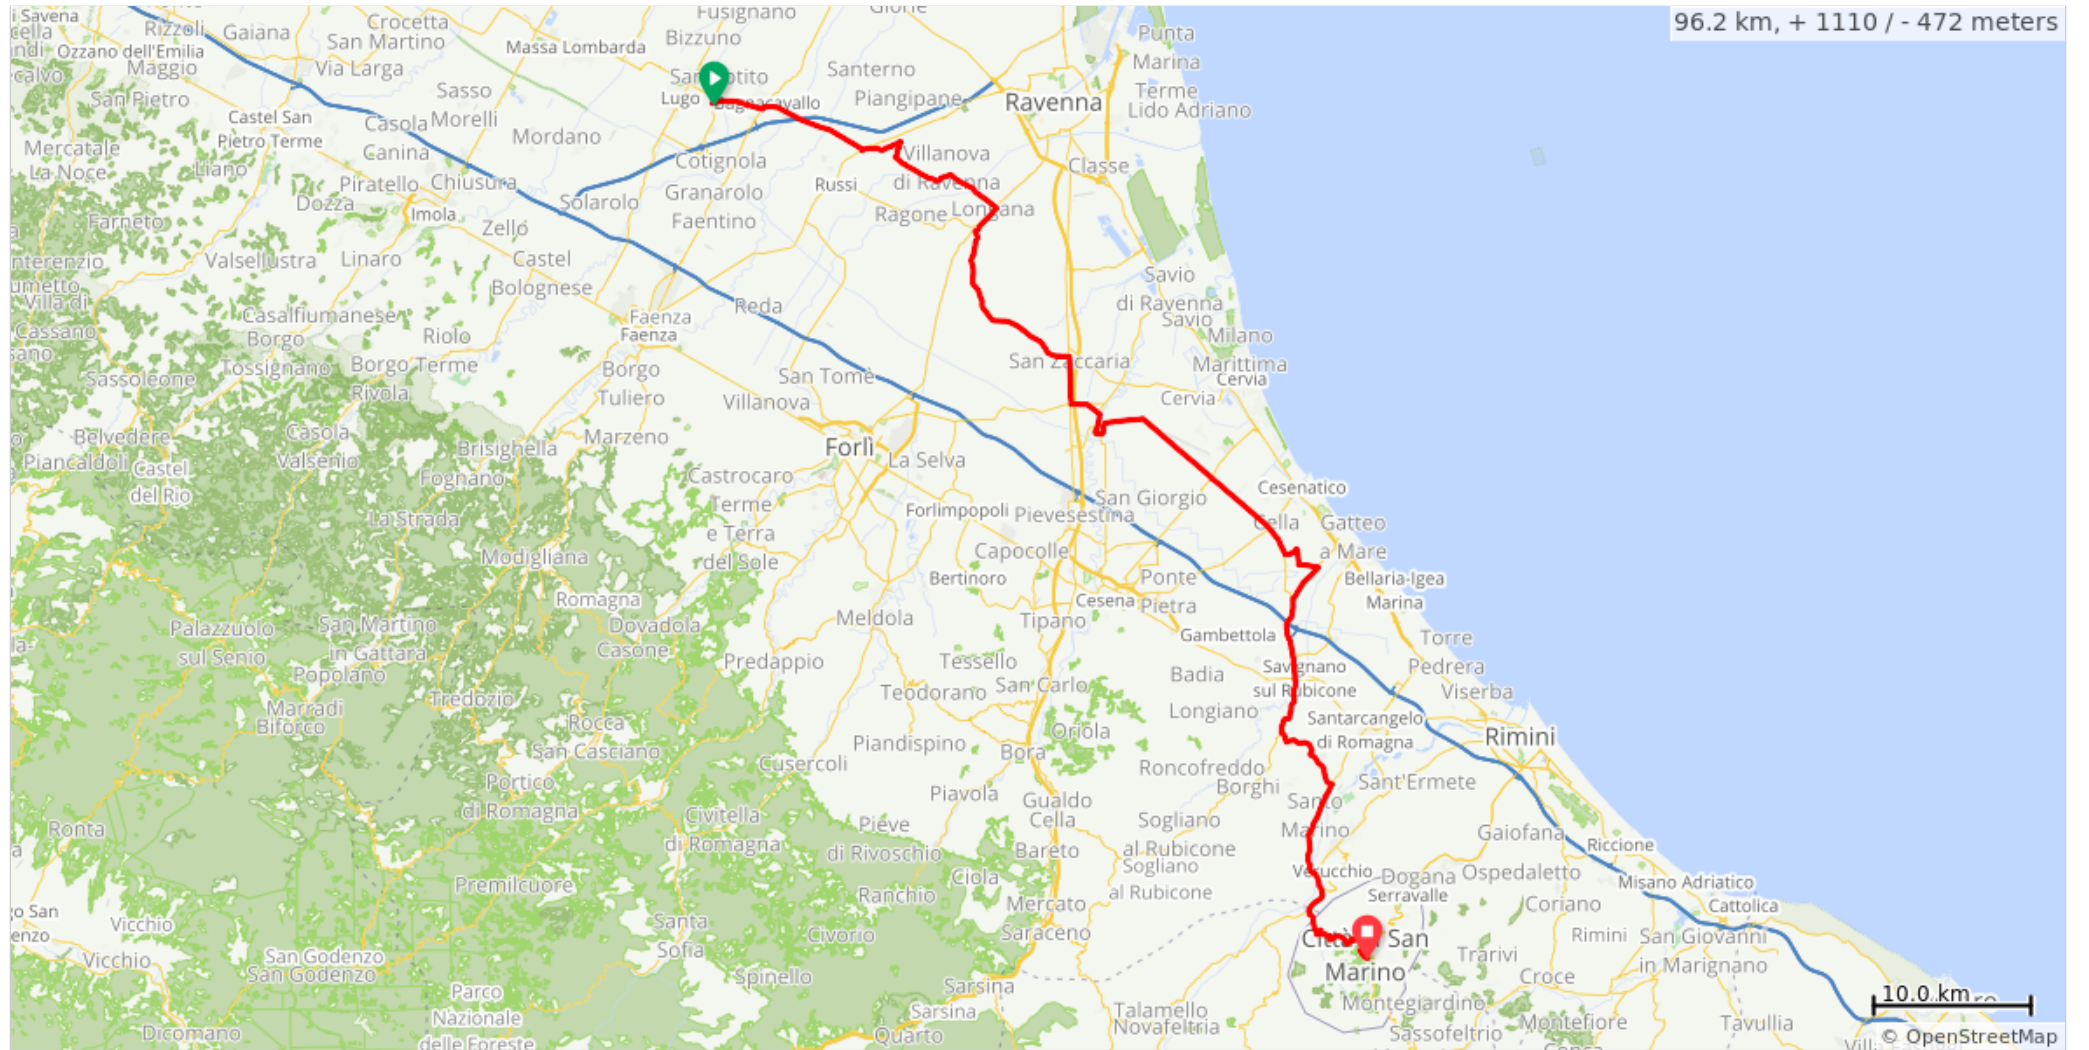 96.2 km, + 1110 / - 472 meters
Fusignano
Crocetta
San Martino
Rizzoli
Gaiana
Bizzuno
Massa Lombarda
Ozzano dell'Emilia
Maggio
Via Larga
Punta
Marina
Santerno
Piangipane
Lugo
Bagnacavallo
Ravenna
Terme
Lido Adriano
San Pietro
Sasso
Morelli
Castel San
Pietro Terme
Casola
Canina
Mordano
Mercatale
La Noce
Liano
Cotignola
Villanova
di Ravenna
Classe
Piratello
Chiusura
Dozza
Imola
Solarolo
Granarolo
Faentino
Russi
Ragone
Longana
Farneto
Zello
Valsellustra
Linaro
Castel
Bolognese
Savio
di Ravenna
Savio
Villa di
Cassano
Casalfiumanese
Borgo
Tossignano
Riolo
Borgo Terme
Rivola
Faenza
Faenza
Reda
Milano
Marittima
Cervia
Cervia
San Zaccaria
Sassoleone
Borgo
Tuliero
San Tomè
Villanova
Belvedere
Piancaldoli
Castel
del Rio
Casola
Valsenio
Brisighella
Fognano
Marzeno
Forlì
La Selva
Castrocaro
Terme
e Terra
del Sole
San Giorgio
Cesenatico
La Strada
Modigliana
Forlimpopoli
Pievesestina
Cella
Gatteo
a Mare
Capocolle
Bertinoro
Ponte
Pietra
Cesena
Bellaria-Igea
Marina
Romagna
Dovadola
Casone
Meldola
Tipano
Gambettola
Torre
Pedrera
Palazzuolo
sul Senio
San Martino
in Gattara
Popolano
Predappio
Tessello
Teodorano
San Carlo
Badia
Savignano
sul Rubicone
Viserba
Marradi
Biforco
Tredozio
Rocca
San Casciano
Longiano
Santarcangelo
di Romagna
Rimini
Piandispino
Oriola
Bora
Cusercoli
Roncofreddo
Borghi
Sant'Ermete
Portico
di Romagna
Piavola
Gualdo
Cella
Santo
Marino
Ronta
Civitella
di Romagna
Pieve
di Rivoschio
Bareto
Sogliano
al Rubicone
Sogliano
al Rubicone
Gaiofana
Riccione
Verucchio
Dogana
Serravalle
Ospedaletto
Misano Adriatico
Cattolica
Premilcuore
Ranchio
Ciola
Mercato
Saraceno
Coriano
Vicchio
Vicchio
Santa
Sofia
Civorio
Città di San
Marino
Rimini
San Giovanni
in Marignano
Trarivi
Croce
San Godenzo
San Godenzo
Spinello
Sarsina
Sarsina
Quarto
Parco
Nazionale
delle Foreste
Dicomano
Talamello
Novafeltria
Montegiardino
Sassofeltrio
Montefiore
Tavullia
10.0 km
© OpenStreetMap